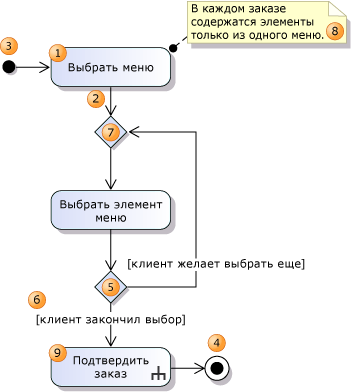 В каждом заказе
содержатся элементы
только из одного меню.
8
3
1
Выбрать меню
2
7
Выбрать элемент
меню
[клиент желает выбрать еще]
5
6
[клиент закончил выбор]
4
9
Подтвердить
заказ